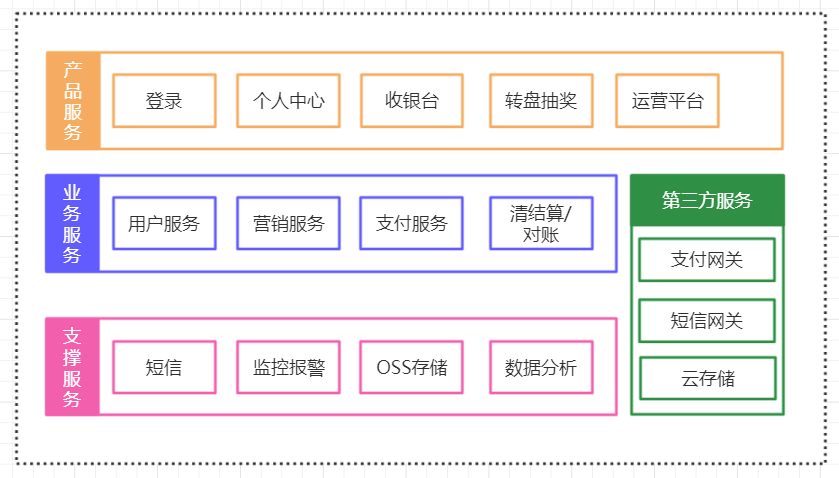 产品服务
登录
个人中心
收银台
转盘抽奖
运营平台
业务服务
用户服务
营销服务
支付服务
清结算/
对账
第三方服务
支付网关
短信网关
云存储
支撑服务
短信
监控报警
OSS存储
数据分析